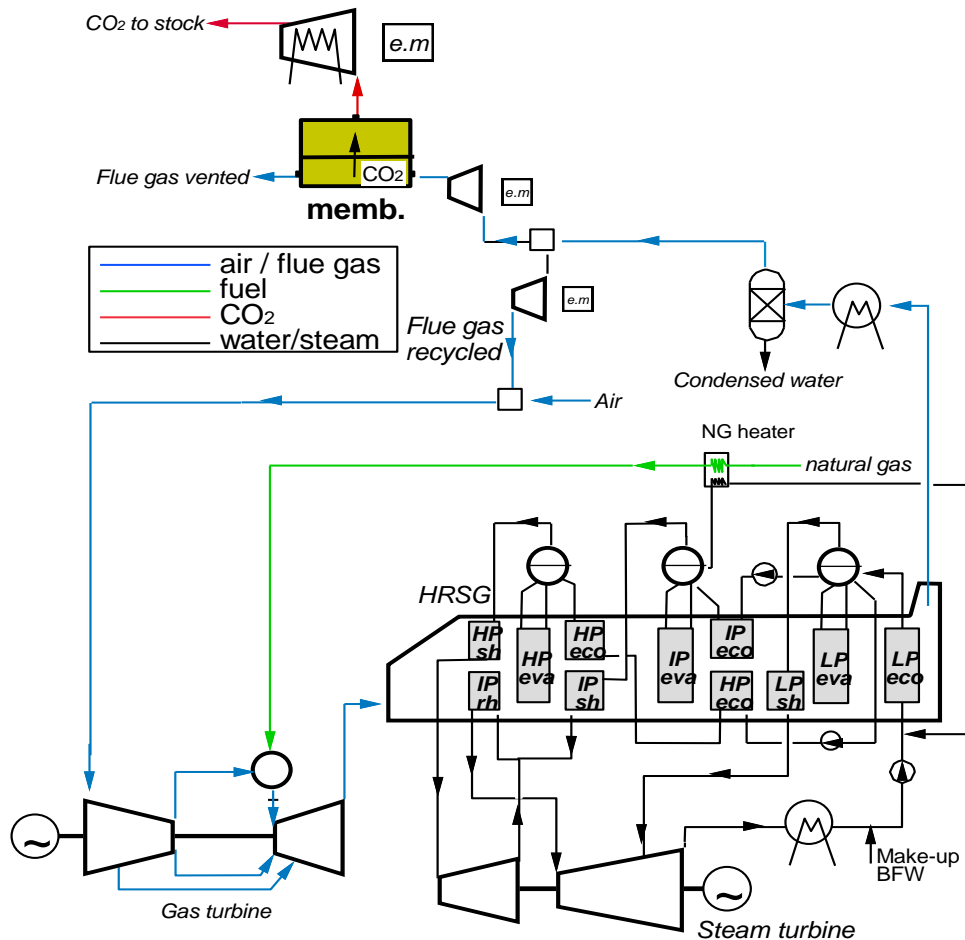 CO2 to stock
e.m
Flue gas vented
CO2
memb.
e.m
air / flue gas
fuel
CO2
water/steam
e.m
Flue gas
recycled
Condensed water
Air
NG heater
natural gas
HRSG
HP
sh
HP
eva
HP
eco
IP
rh
IP
sh
IP
eva
IP
eco
HP
eco
LP
sh
LP
eva
LP
eco
~
Gas turbine
~
Steam turbine
Make-up
BFW